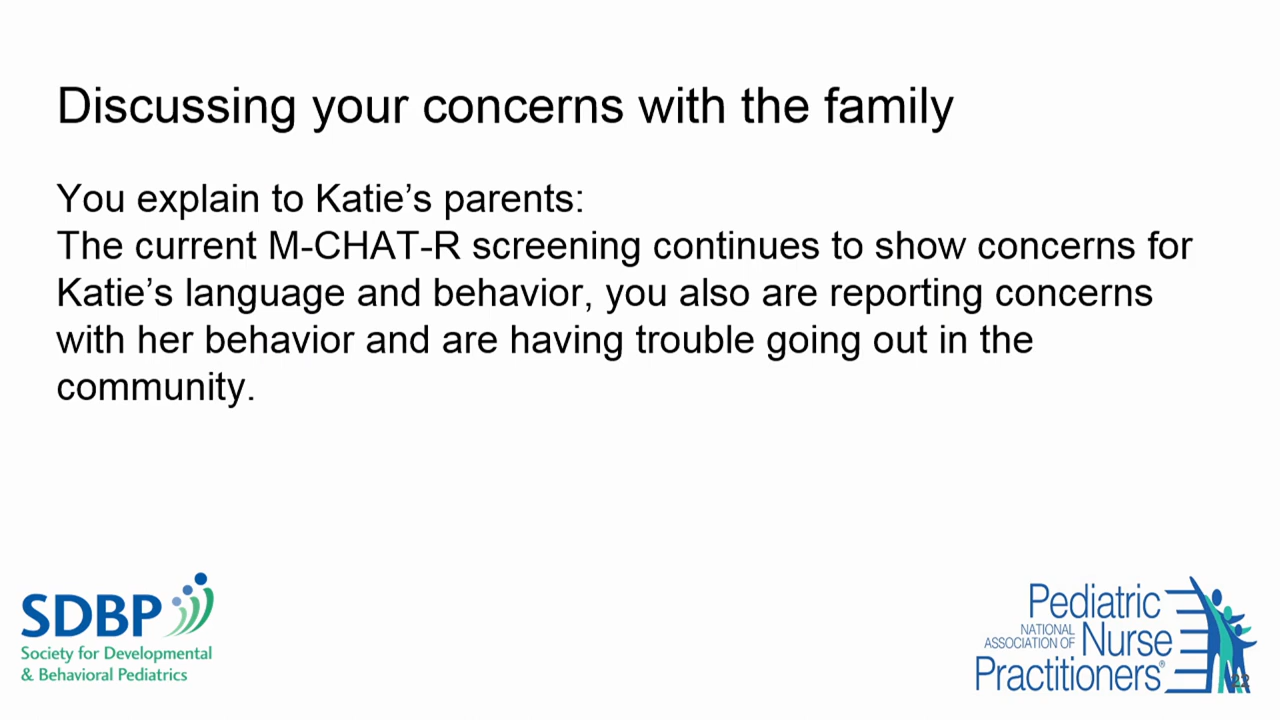 Discussing your concerns with the family
You explain to Katie’s parents:
The current M-CHAT-R screening continues to show concerns for
Katie’s language and behavior, you also are reporting concerns
with her behavior and are having trouble going out in the
community.
SDBP
Society for Developmental
& Behavioral Pediatrics
Pediatric
NATIONAL
ASSOCIATION OF
Nurse
Practitioners®
22